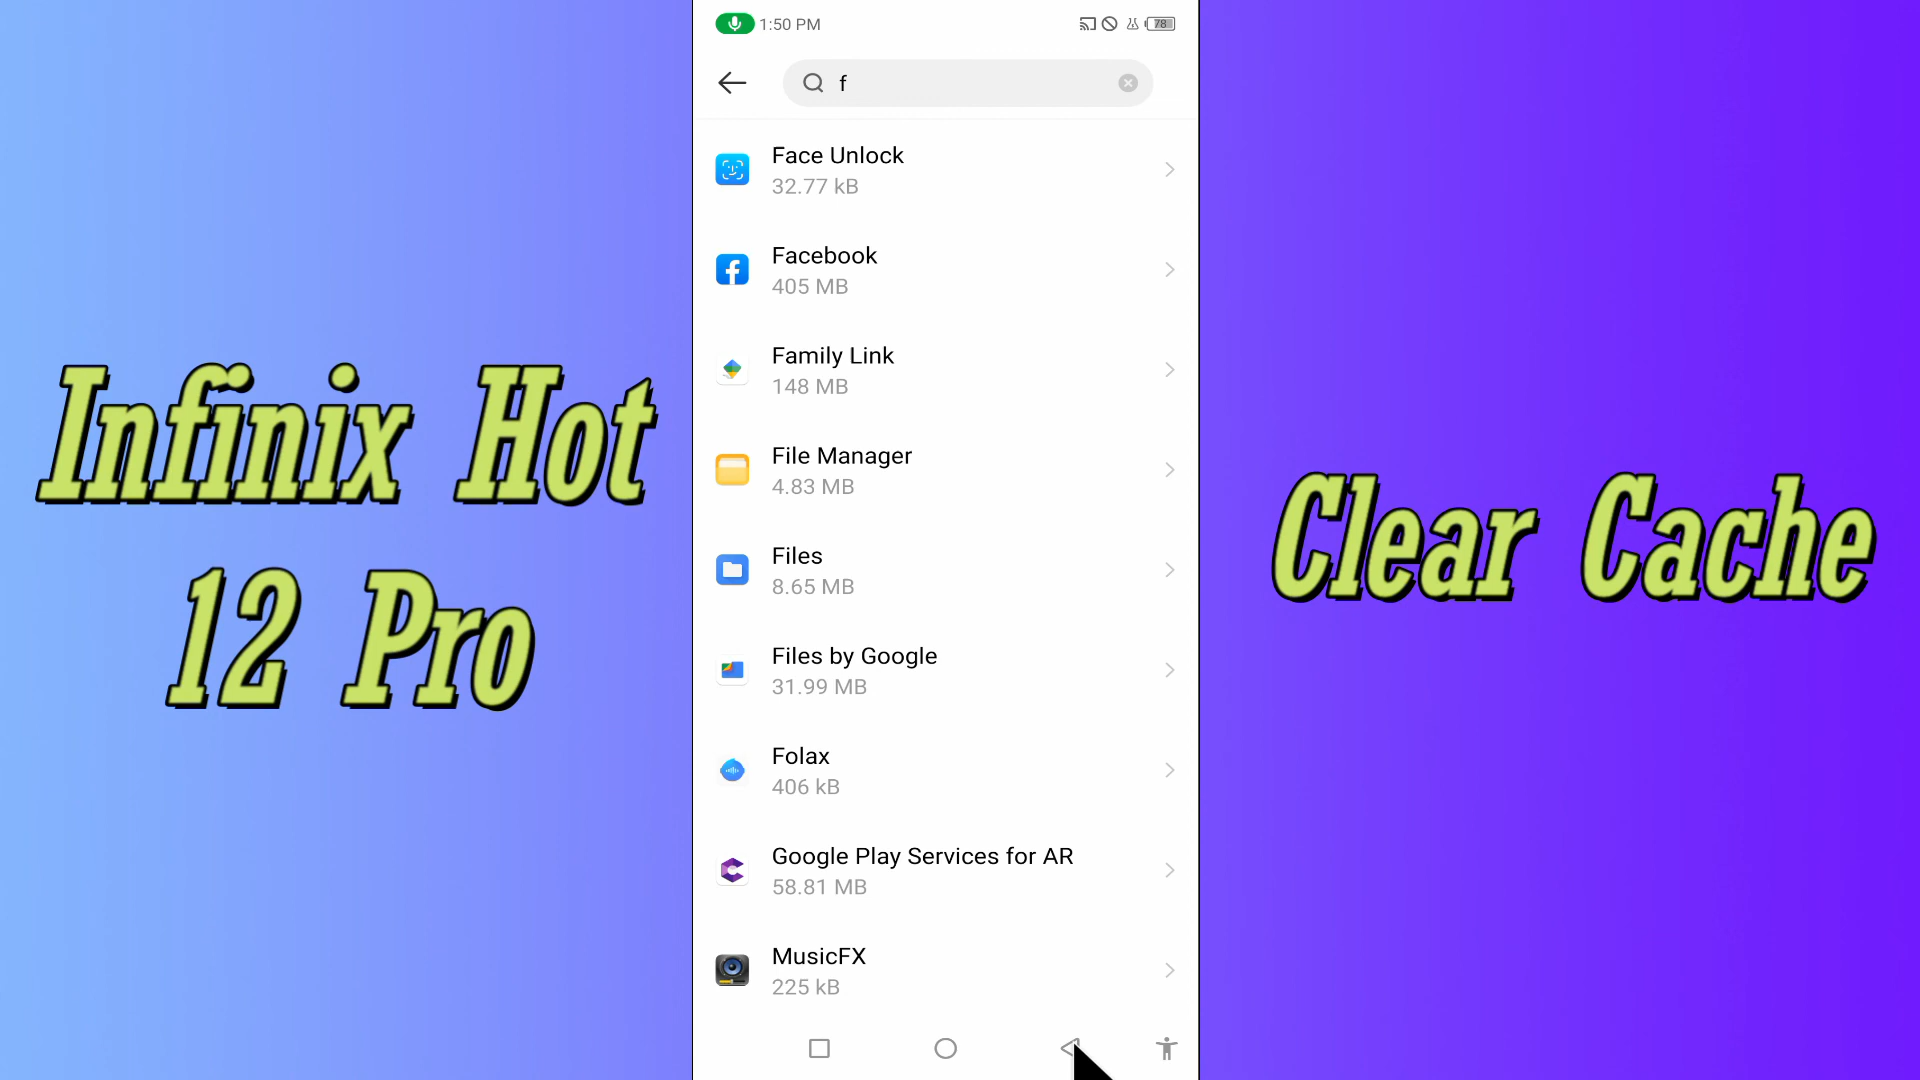 Infinix Hot
12 Pro
1:50 PM
78
f
Face Unlock
32.77 kB
Facebook
405 MB
Family Link
148 MB
File Manager
4.83 MB
Files
8.65 MB
Files by Google
31.99 MB
Folax
406 kB
Google Play Services for AR
58.81 MB
MusicFX
225 kB
Clear Cache